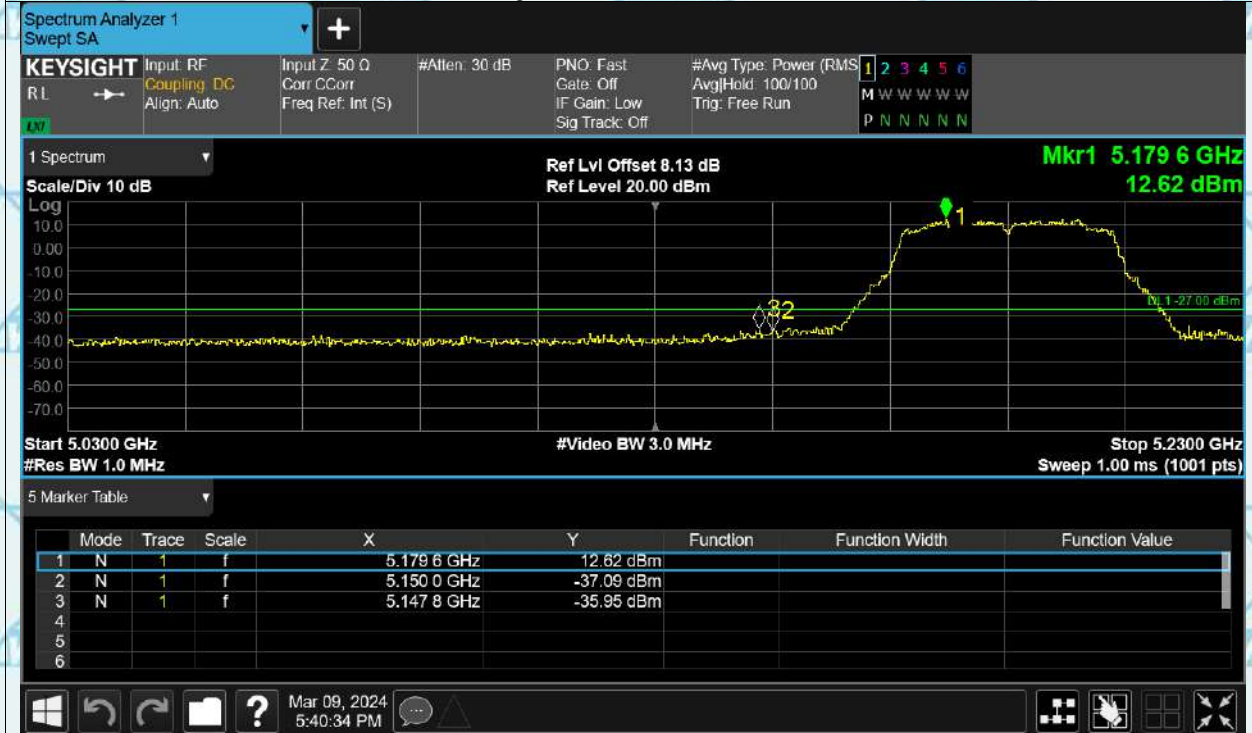 Spectrum Analyzer 1
Swept SA
+
KEYSIGHT
RL
LXI
Input: RF
Coupling: DC
Align: Auto
Input Z: 50 Ω
Corr CCorr
Freq Ref: Int (S)
#Atten: 30 dB
PNO: Fast
Gate: Off
IF Gain: Low
Sig Track: Off
#Avg Type: Power (RMS
Avg|Hold: 100/100
Trig: Free Run
1 2 3 4 5 6
M W W W W W
P N N N N N
1 Spectrum
Scale/Div 10 dB
Ref Lvl Offset 8.13 dB
Ref Level 20.00 dBm
Mkr1 5.179 6 GHz
12.62 dBm
Log
10.0
0.00
-10.0
-20.0
-30.0
-40.0
-50.0
-60.0
-70.0
1
32
DL1 -27.00 dBm
Start 5.0300 GHz
#Video BW 3.0 MHz
Stop 5.2300 GHz
#Res BW 1.0 MHz
Sweep 1.00 ms (1001 pts)
5 Marker Table
Mode Trace Scale X Y Function Function Width Function Value
1 N 1 f 5.179 6 GHz 12.62 dBm
2 N 1 f 5.150 0 GHz -37.09 dBm
3 N 1 f 5.147 8 GHz -35.95 dBm
4
5
6
?
Mar 09, 2024
5:40:34 PM